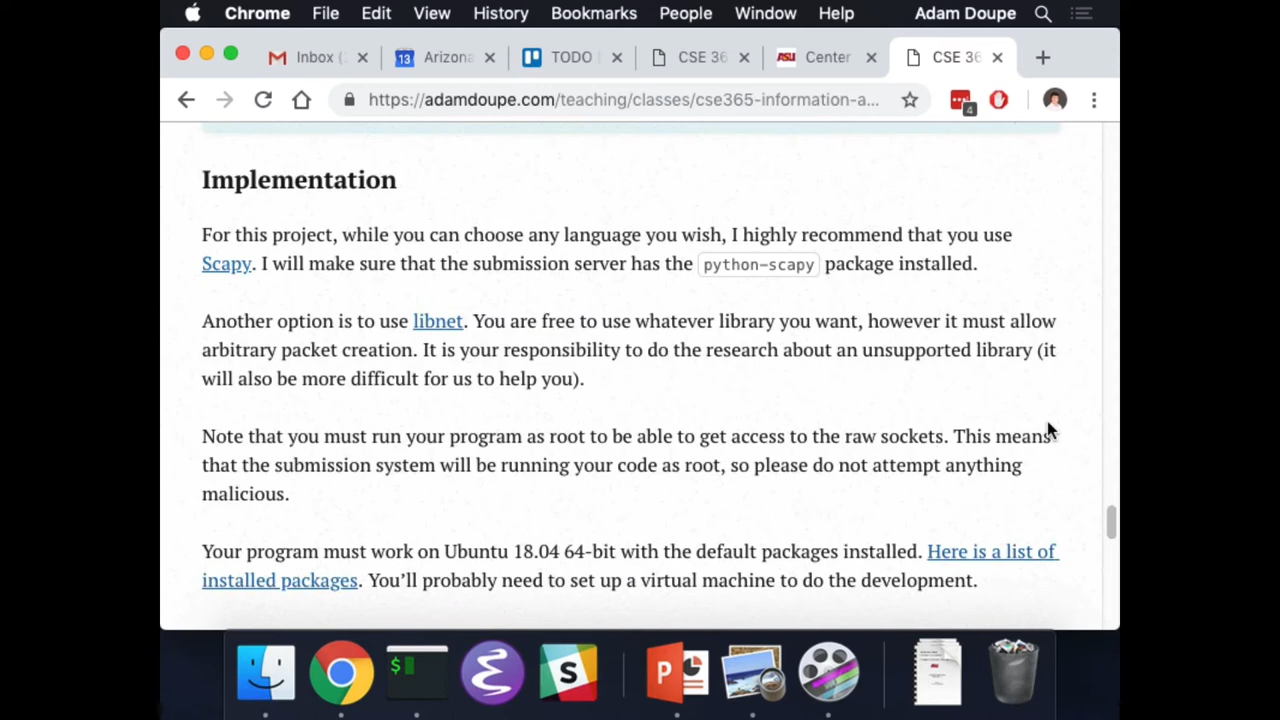 Chrome File Edit View History Bookmarks People Window Help Adam Doupe
Inbox ( 13 Arizona TODO CSE 36 ASU Center CSE 36
https://adamdoupe.com/teaching/classes/cse365-information-a... 4
Implementation
For this project, while you can choose any language you wish, I highly recommend that you use
Scapy. I will make sure that the submission server has the python-scapy package installed.
Another option is to use libnet. You are free to use whatever library you want, however it must allow
arbitrary packet creation. It is your responsibility to do the research about an unsupported library (it
will also be more difficult for us to help you).
Note that you must run your program as root to be able to get access to the raw sockets. This means
that the submission system will be running your code as root, so please do not attempt anything
malicious.
Your program must work on Ubuntu 18.04 64-bit with the default packages installed. Here is a list of
installed packages. You’ll probably need to set up a virtual machine to do the development.
$ S P